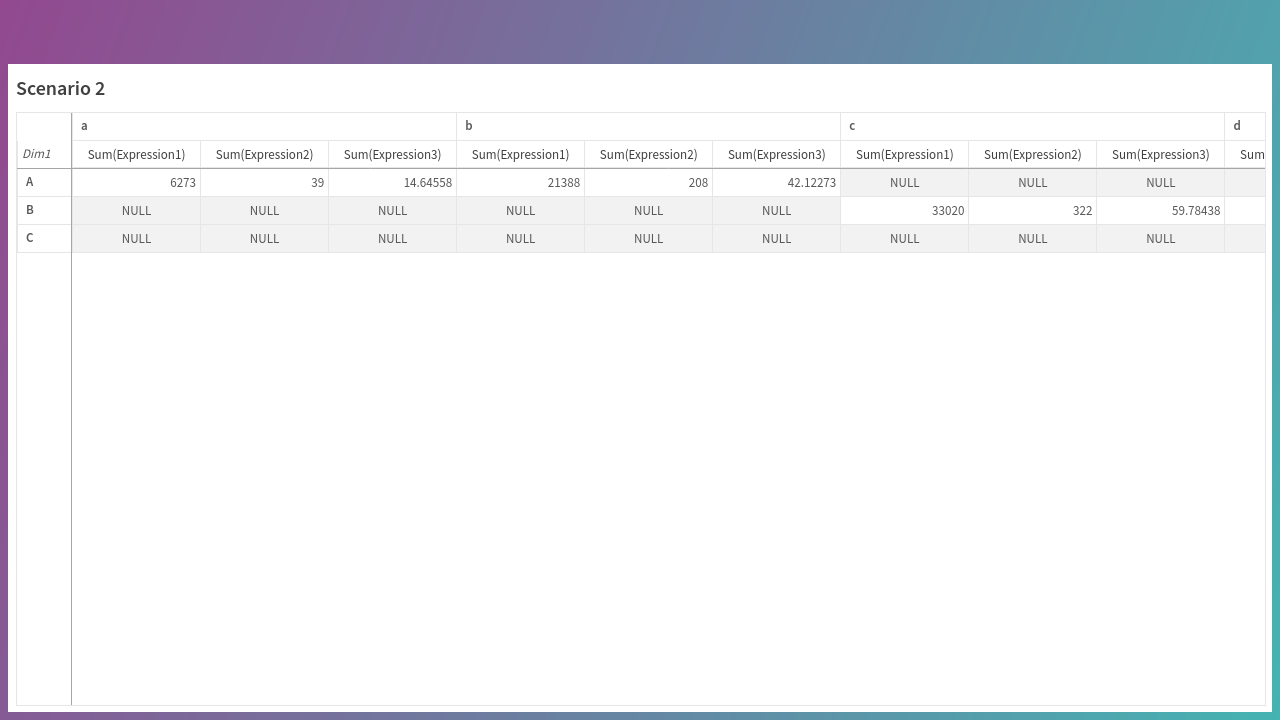 Scenario 2
a b c d
Dim1 Sum(Expression1) Sum(Expression2) Sum(Expression3) Sum(Expression1) Sum(Expression2) Sum(Expression3) Sum(Expression1) Sum(Expression2) Sum(Expression3) Sum
A 6273 39 14.64558 21388 208 42.12273 NULL NULL NULL
B NULL NULL NULL NULL NULL NULL 33020 322 59.78438
C NULL NULL NULL NULL NULL NULL NULL NULL NULL